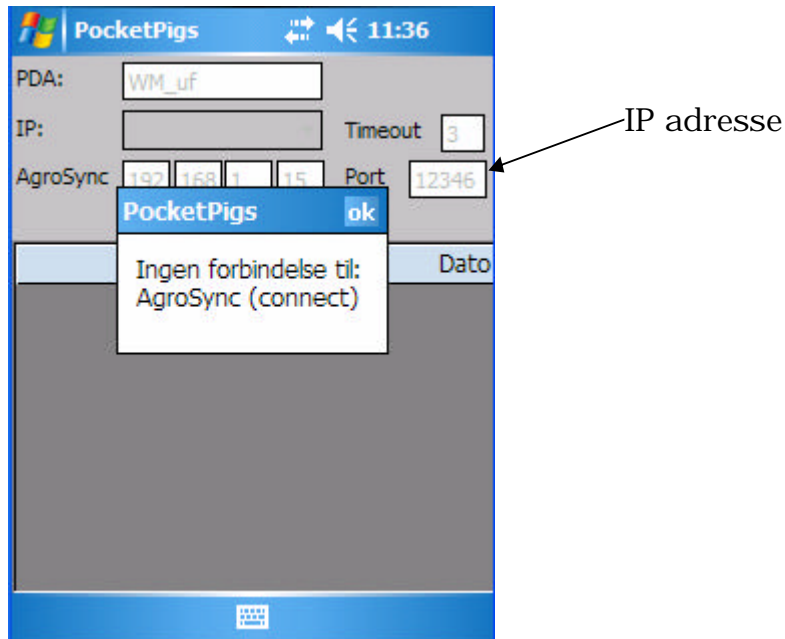 PocketPigs 11:36
PDA: WM_uf
IP: Timeout 3
IP adresse
AgroSync 192 168 1 15 Port 12346
PocketPigs ok
Ingen forbindelse til:
AgroSync (connect)
Dato